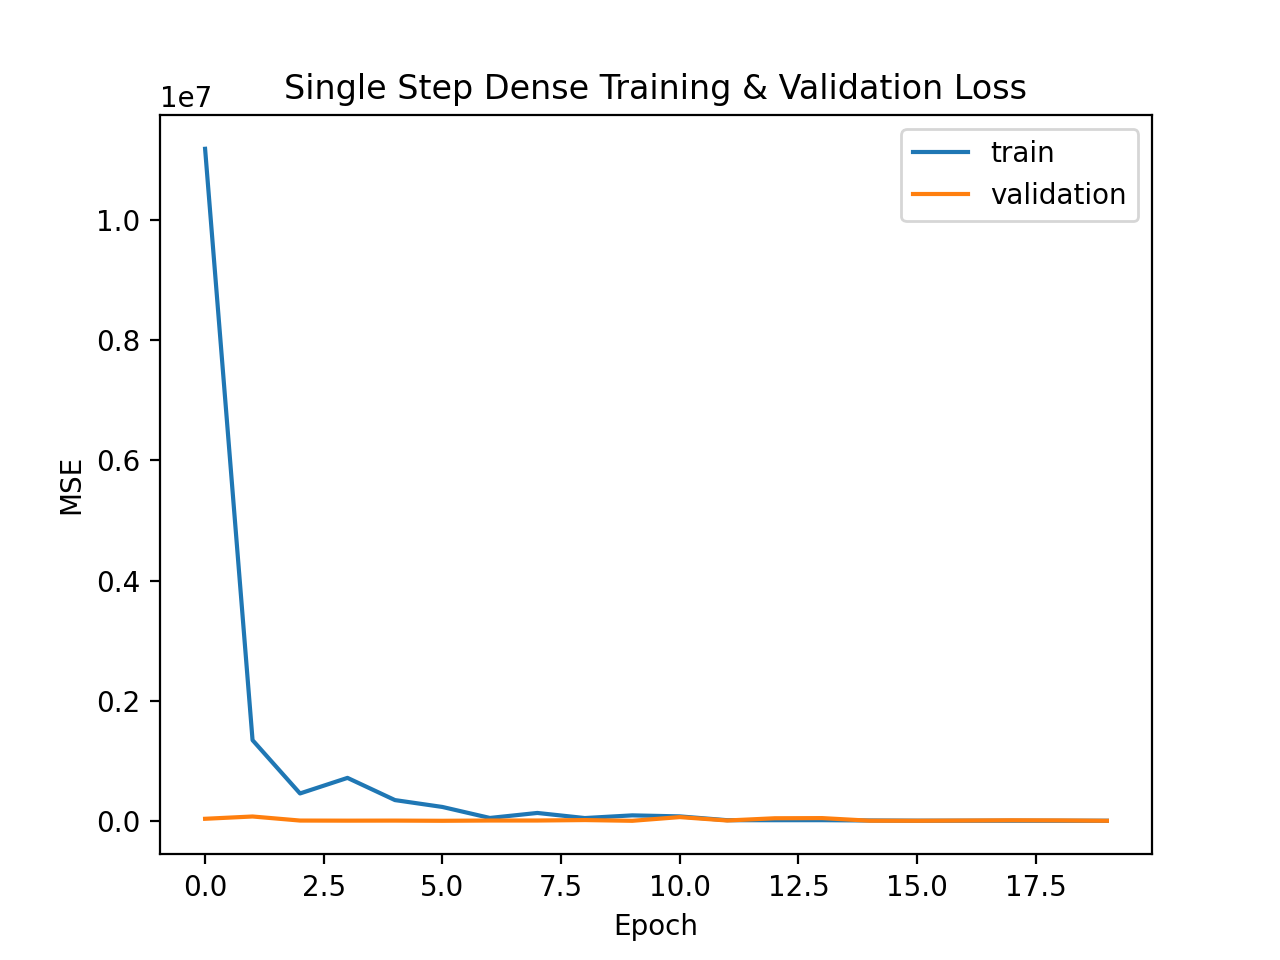 Single Step Dense Training & Validation Loss
1e7
train
validation
1.0
0.8
0.6
0.4
0.2
0.0
MSE
0.0 2.5 5.0 7.5 10.0 12.5 15.0 17.5
Epoch